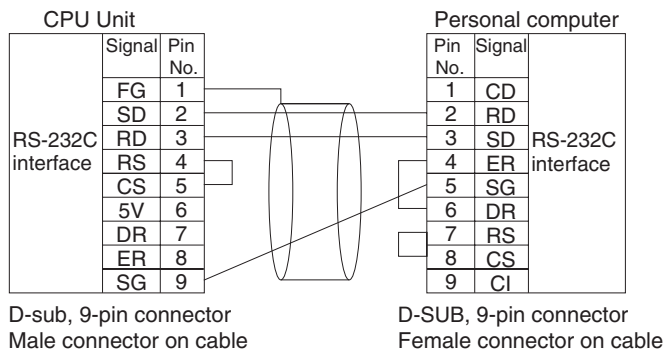 CPU Unit
Personal computer
Signal Pin No.
Pin No. Signal
FG 1
1 CD
SD 2
2 RD
RD 3
3 SD
RS-232C interface
RS 4
4 ER
RS-232C interface
CS 5
5 SG
5V 6
6 DR
DR 7
7 RS
ER 8
8 CS
SG 9
9 CI
D-sub, 9-pin connector
Male connector on cable
D-SUB, 9-pin connector
Female connector on cable